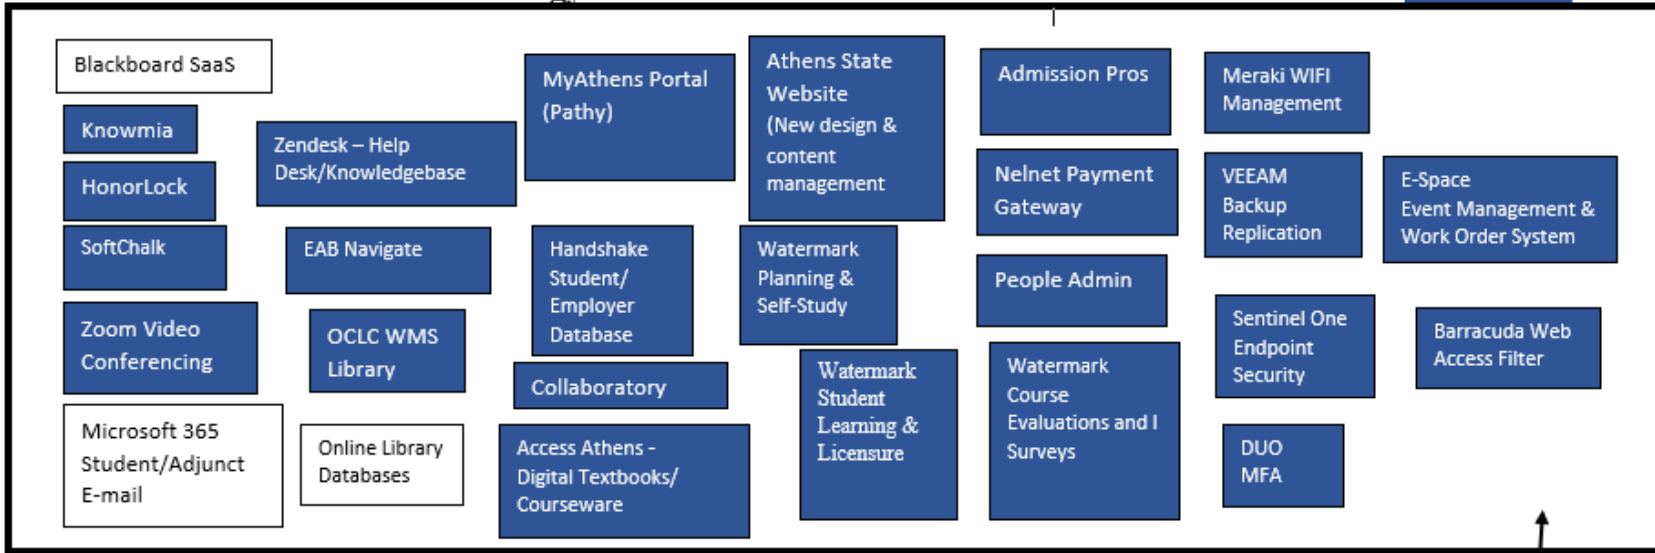 Blackboard SaaS
Knowmia
HonorLock
SoftChalk
Zoom Video
Conferencing
Microsoft 365
Student/Adjunct
E-mail
Zendesk – Help
Desk/Knowledgebase
EAB Navigate
OCLC WMS
Library
Online Library
Databases
MyAthens Portal
(Pathy)
Handshake
Student/
Employer
Database
Collaboratory
Access Athens -
Digital Textbooks/
Courseware
Athens State
Website
(New design &
content
management
Watermark
Planning &
Self-Study
Watermark
Student
Learning &
Licensure
Admission Pros
Nelnet Payment
Gateway
People Admin
Watermark
Course
Evaluations and I
Surveys
Meraki WIFI
Management
VEEAM
Backup
Replication
Sentinel One
Endpoint
Security
DUO
MFA
E-Space
Event Management &
Work Order System
Barracuda Web
Access Filter